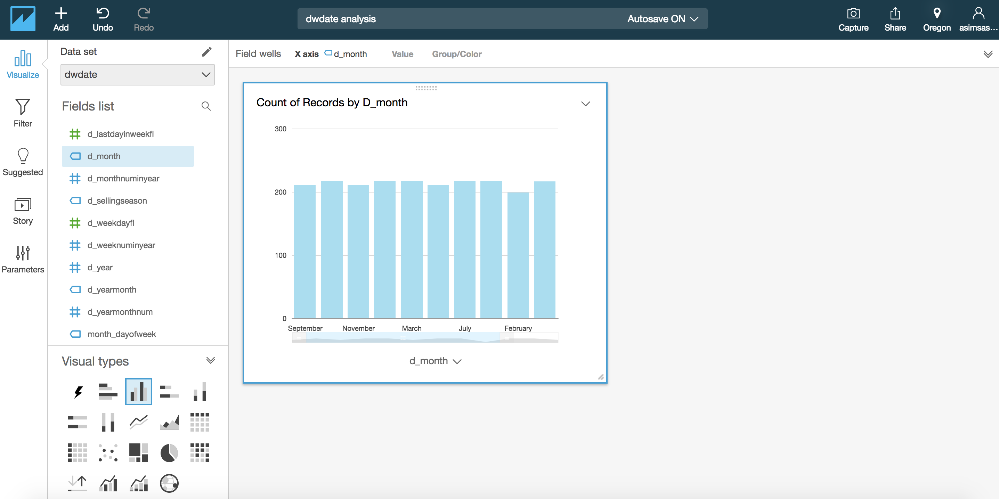 Add
Undo
Redo
dwdate analysis
Autosave ON
Capture
Share
Oregon
asimsas...
Visualize
Filter
Suggested
Story
Parameters
Data set
dwdate
Fields list
d_lastdayinweekfl
d_month
d_monthnuminyear
d_sellingseason
d_weekdayfl
d_weeknuminyear
d_year
d_yearmonth
d_yearmonthnum
month_dayofweek
Visual types
Field wells X axis d_month Value Group/Color
Count of Records by D_month
300
200
100
0
September November March July February
d_month